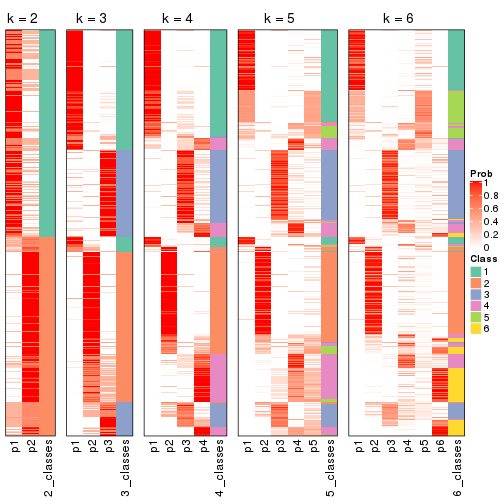 k = 2
k = 3
k = 4
k = 5
k = 6
p1
p2
2_classes
p1
p2
p3
3_classes
p1
p2
p3
p4
4_classes
p1
p2
p3
p4
p5
5_classes
p1
p2
p3
p4
p5
p6
6_classes
Prob
1
0.8
0.6
0.4
0.2
0
Class
1
2
3
4
5
6